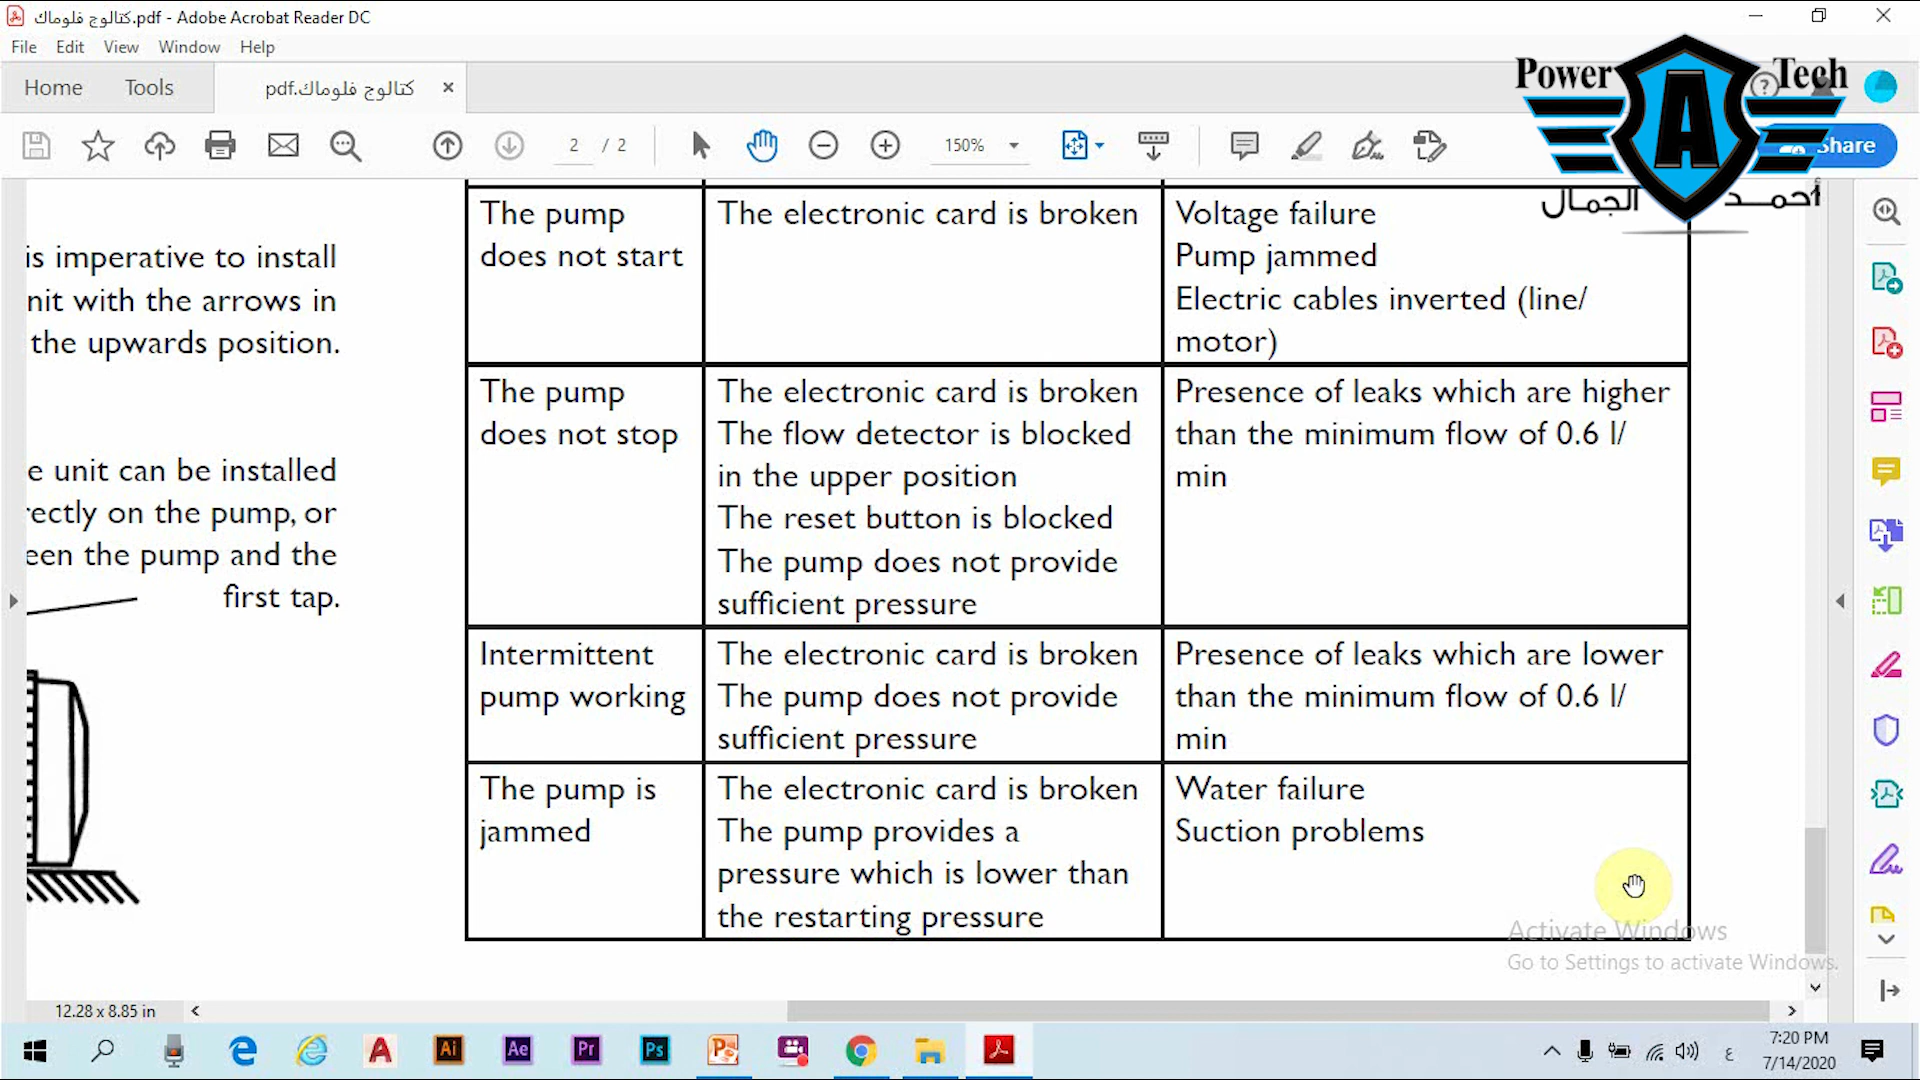 كتالوج فلوماك.pdf - Adobe Acrobat Reader DC
File Edit View Window Help
Home Tools كتالوج فلوماك.pdf
Power A Tech
أحمد الجمال
2 / 2 150% Share
is imperative to install
nit with the arrows in
the upwards position.
e unit can be installed
rectly on the pump, or
een the pump and the
first tap.
The pump
does not start
The electronic card is broken
Voltage failure
Pump jammed
Electric cables inverted (line/
motor)
The pump
does not stop
The electronic card is broken
The flow detector is blocked
in the upper position
The reset button is blocked
The pump does not provide
sufficient pressure
Presence of leaks which are higher
than the minimum flow of 0.6 l/
min
Intermittent
pump working
The electronic card is broken
The pump does not provide
sufficient pressure
Presence of leaks which are lower
than the minimum flow of 0.6 l/
min
The pump is
jammed
The electronic card is broken
The pump provides a
pressure which is lower than
the restarting pressure
Water failure
Suction problems
Activate Windows
Go to Settings to activate Windows.
12.28 x 8.85 in
Ai Ae Pr Ps
ع
7:20 PM
7/14/2020